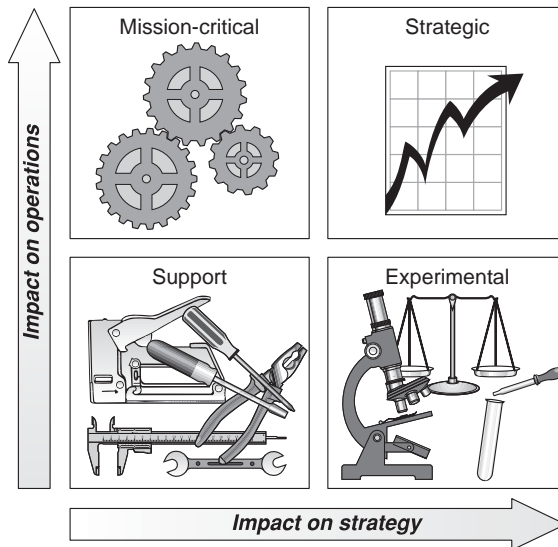 Mission-critical
Strategic
Impact on operations
Support
Experimental
Impact on strategy